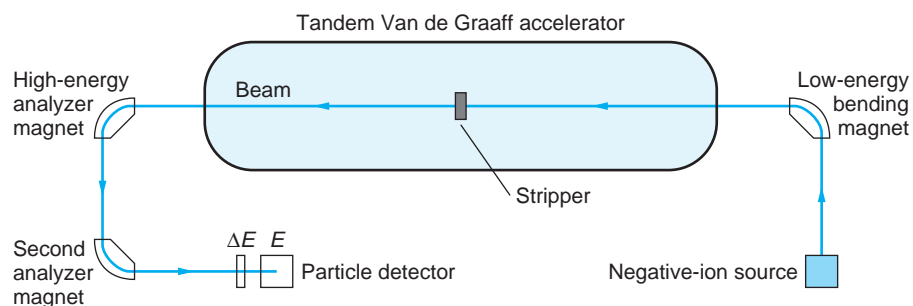 Tandem Van de Graaff accelerator
High-energy
analyzer
magnet
Beam
Low-energy
bending
magnet
Stripper
Second
analyzer
magnet
ΔE E
Particle detector
Negative-ion source